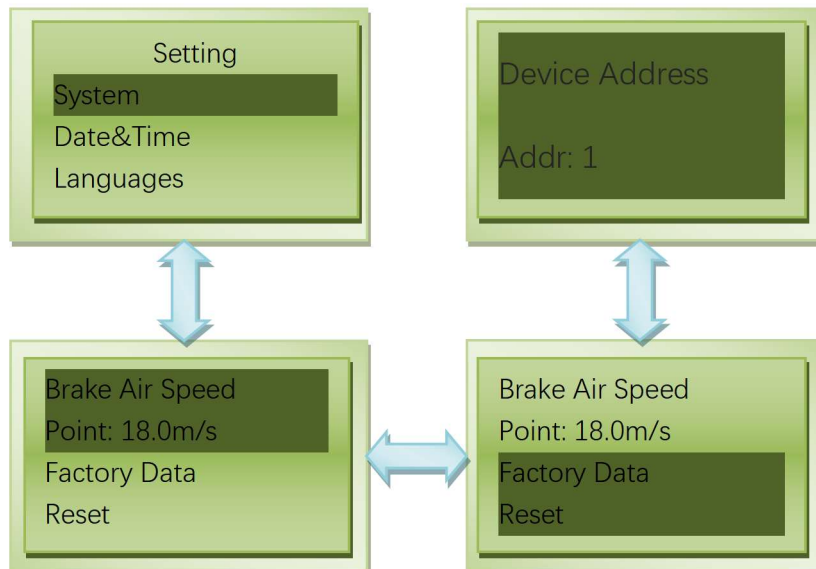 Setting
System
Date&Time
Languages
Device Address
Addr: 1
Brake Air Speed
Point: 18.0m/s
Factory Data
Reset
Brake Air Speed
Point: 18.0m/s
Factory Data
Reset